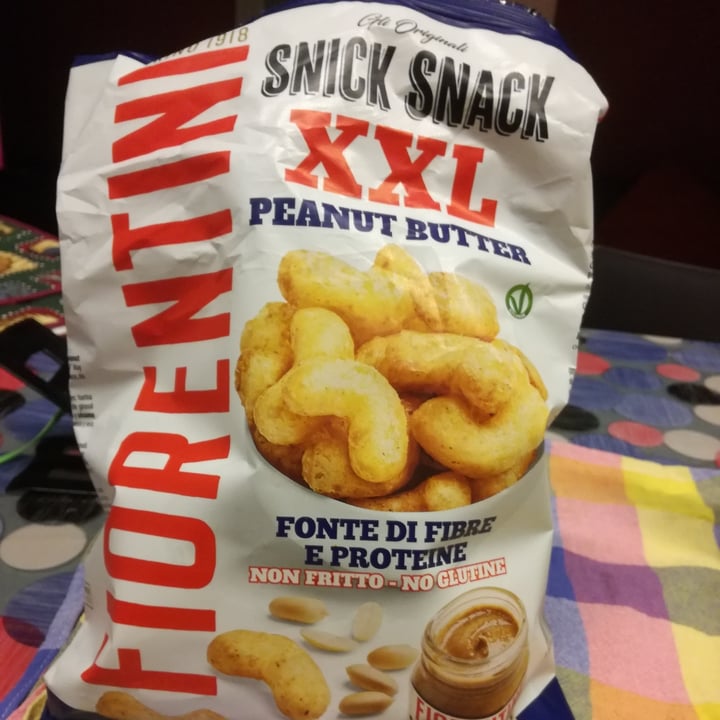 1918
FIORENTINI
Gli Originali
SNICK SNACK
XXL
PEANUT BUTTER
FONTE DI FIBRE
E PROTEINE
NON FRITTO - NO GLUTINE